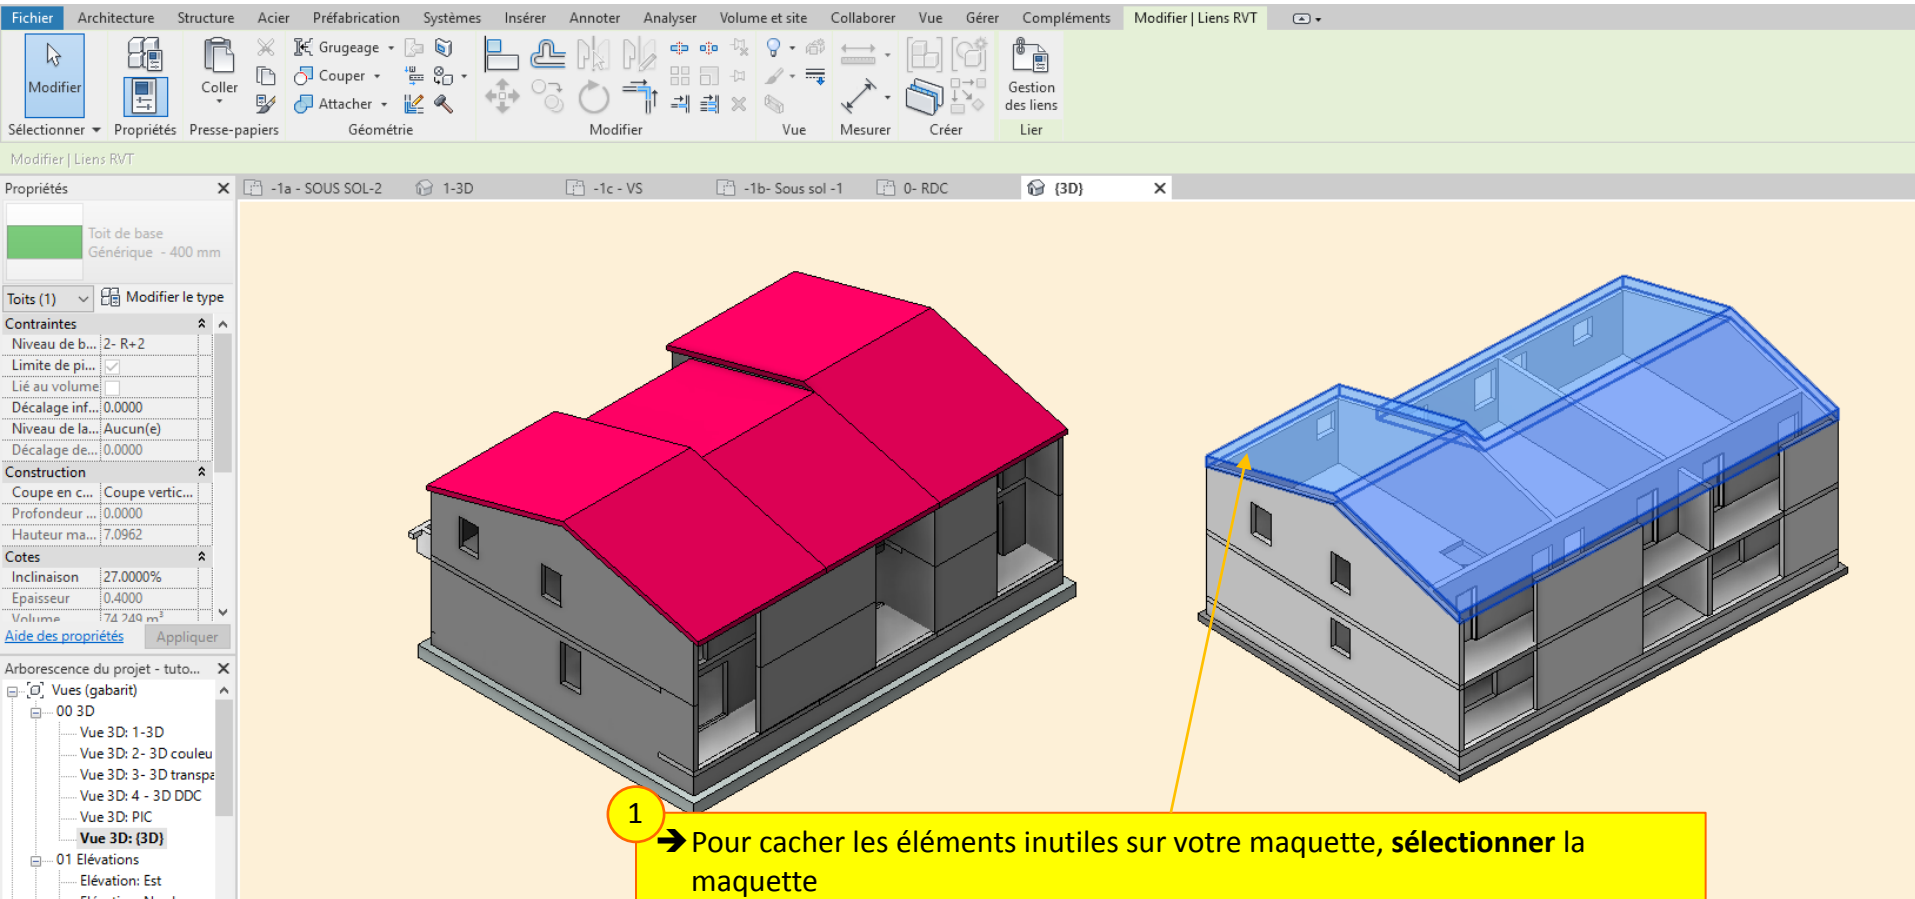 Fichier Architecture Structure Acier Préfabrication Systèmes Insérer Annoter Analyser Volume et site Collaborer Vue Gérer Compléments Modifier | Liens RVT
Modifier
Coller
Grugeage
Couper
Attacher
Gestion
des liens
Sélectionner Propriétés Presse-papiers Géométrie Modifier Vue Mesurer Créer Lier
Modifier | Liens RVT
Propriétés
-1a - SOUS SOL-2 1-3D -1c - VS -1b- Sous sol -1 0- RDC {3D}
Toit de base
Générique - 400 mm
Toits (1) Modifier le type
Contraintes
Niveau de b... 2- R+2
Limite de pi...
Lié au volume
Décalage inf... 0.0000
Niveau de la... Aucun(e)
Décalage de... 0.0000
Construction
Coupe en c... Coupe vertic...
Profondeur ... 0.0000
Hauteur ma... 7.0962
Cotes
Inclinaison 27.0000%
Epaisseur 0.4000
Volume 74.249 m³
Aide des propriétés Appliquer
Arborescence du projet - tuto...
Vues (gabarit)
00 3D
Vue 3D: 1-3D
Vue 3D: 2- 3D couleu
Vue 3D: 3- 3D transpa
Vue 3D: 4 - 3D DDC
Vue 3D: PIC
Vue 3D: {3D}
01 Elévations
Elévation: Est
1
➔ Pour cacher les éléments inutiles sur votre maquette, sélectionner la
maquette